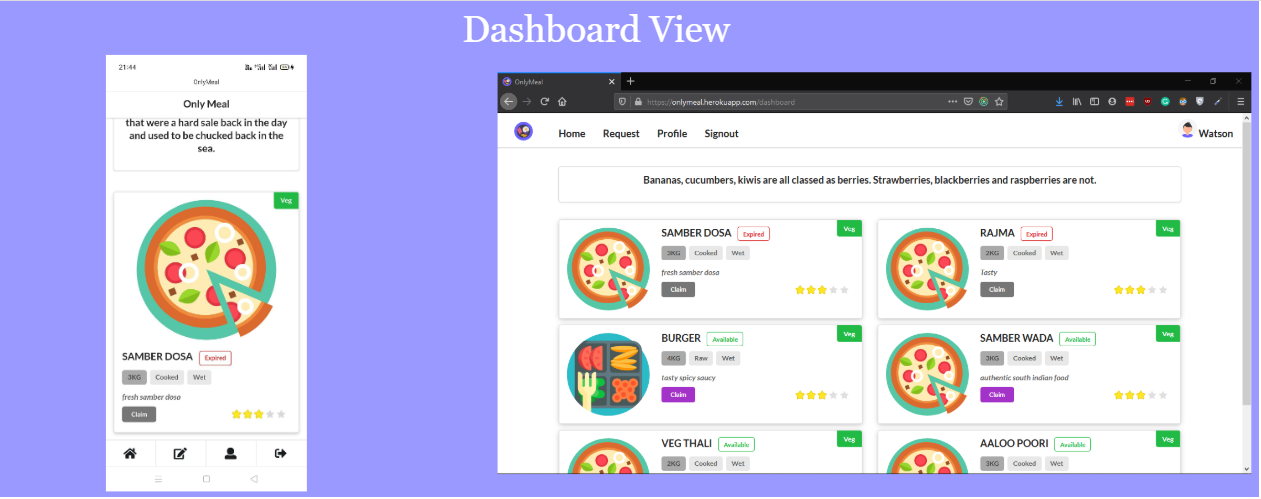 Dashboard View
21:44
OnlyMeal
Only Meal
that were a hard sale back in the day
and used to be chucked back in the
sea.
Veg
SAMBER DOSA Expired
3KG Cooked Wet
fresh samber dosa
Claim
OnlyMeal
https://onlymeal.herokuapp.com/dashboard
Home Request Profile Signout Watson
Bananas, cucumbers, kiwis are all classed as berries. Strawberries, blackberries and raspberries are not.
SAMBER DOSA Expired Veg
3KG Cooked Wet
fresh samber dosa
Claim
RAJMA Expired Veg
3KG Cooked Wet
Tasty
Claim
BURGER Available Veg
4KG Raw Wet
tasty spicy saucy
Claim
SAMBER WADA Available Veg
3KG Cooked Wet
authentic south indian food
Claim
VEG THALI Available Veg
2KG Cooked Wet
AALOO POORI Available Veg
3KG Cooked Wet